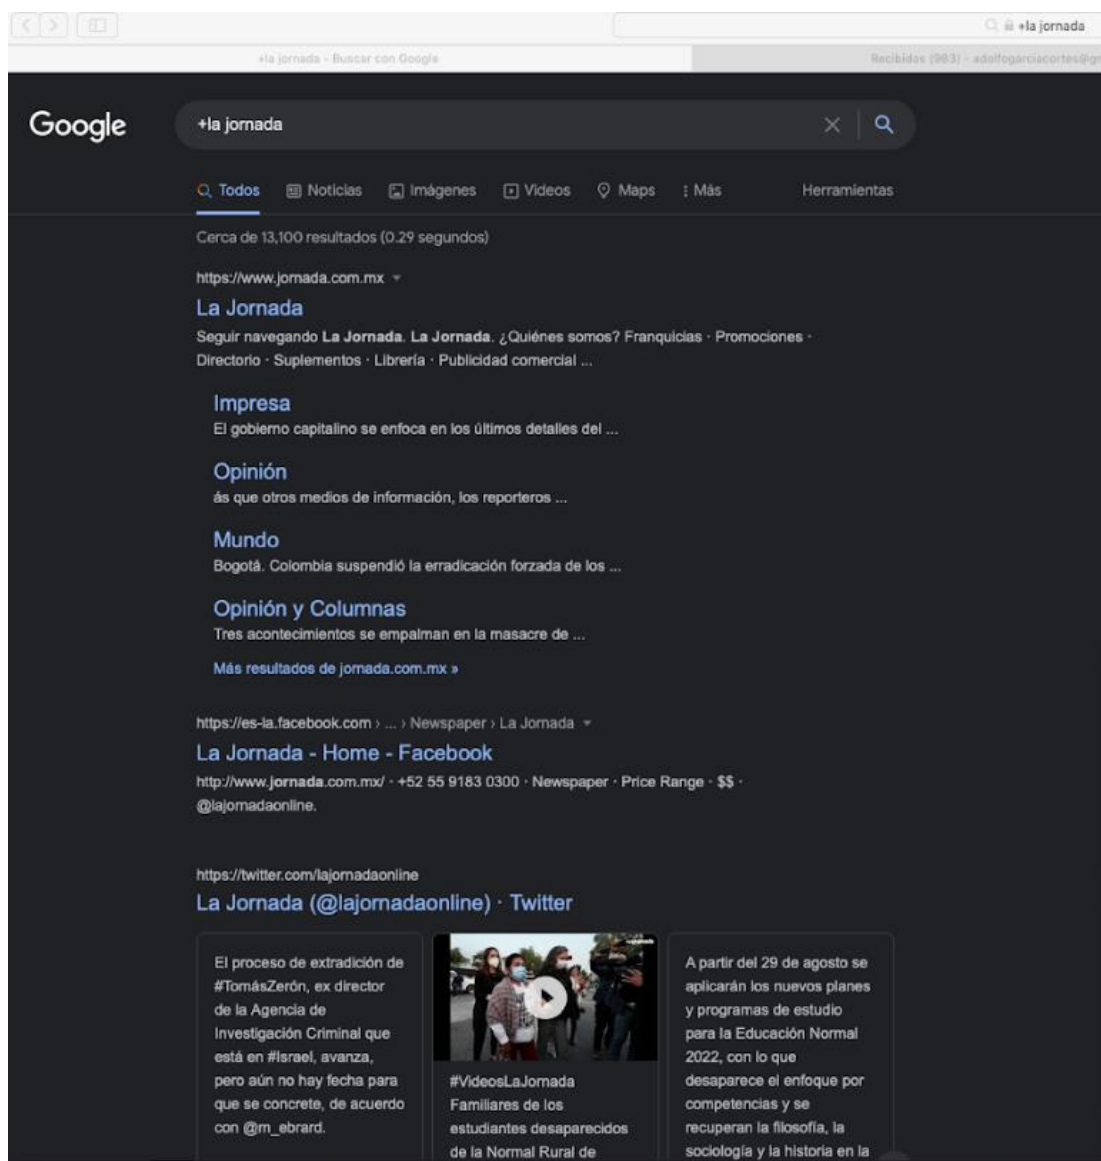 +la jornada
+la jornada - Buscar con Google
Recibidos (963) - adolfogarciacortes@gm
Google
+la jornada
Todos
Noticias
Imágenes
Videos
Maps
Más
Herramientas
Cerca de 13,100 resultados (0.29 segundos)
https://www.jornada.com.mx
La Jornada
Seguir navegando La Jornada. La Jornada. ¿Quiénes somos? Franquicias · Promociones ·
Directorio · Suplementos · Librería · Publicidad comercial ...
Impresa
El gobierno capitalino se enfoca en los últimos detalles del ...
Opinión
ás que otros medios de información, los reporteros ...
Mundo
Bogotá. Colombia suspendió la erradicación forzada de los ...
Opinión y Columnas
Tres acontecimientos se empalman en la masacre de ...
Más resultados de jornada.com.mx »
https://es-la.facebook.com › ... › Newspaper › La Jornada
La Jornada - Home - Facebook
http://www.jornada.com.mx/ · +52 55 9183 0300 · Newspaper · Price Range · $$ ·
@lajornadaonline.
https://twitter.com/lajornadaonline
La Jornada (@lajornadaonline) · Twitter
El proceso de extradición de
#TomásZerón, ex director
de la Agencia de
Investigación Criminal que
está en #Israel, avanza,
pero aún no hay fecha para
que se concrete, de acuerdo
con @m_ebrard.
#VideosLaJornada
Familiares de los
estudiantes desaparecidos
de la Normal Rural de
A partir del 29 de agosto se
aplicarán los nuevos planes
y programas de estudio
para la Educación Normal
2022, con lo que
desaparece el enfoque por
competencias y se
recuperan la filosofía, la
sociología y la historia en la